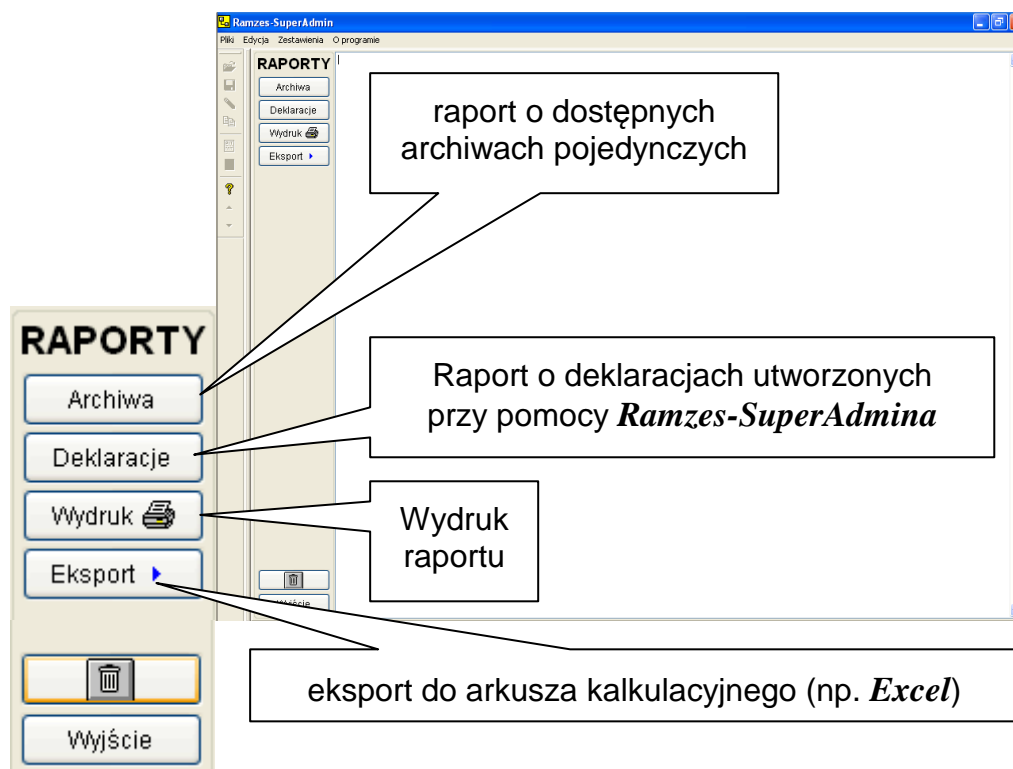 Ramzes-SuperAdmin
Pliki Edycja Zestawienia O programie
RAPORTY
Archiwa
Deklaracje
Wydruk
Eksport
raport o dostępnych
archiwach pojedynczych
RAPORTY
Archiwa
Deklaracje
Wydruk
Eksport
Wyjście
Raport o deklaracjach utworzonych
przy pomocy Ramzes-SuperAdmina
Wydruk
raportu
Wyjście
eksport do arkusza kalkulacyjnego (np. Excel)